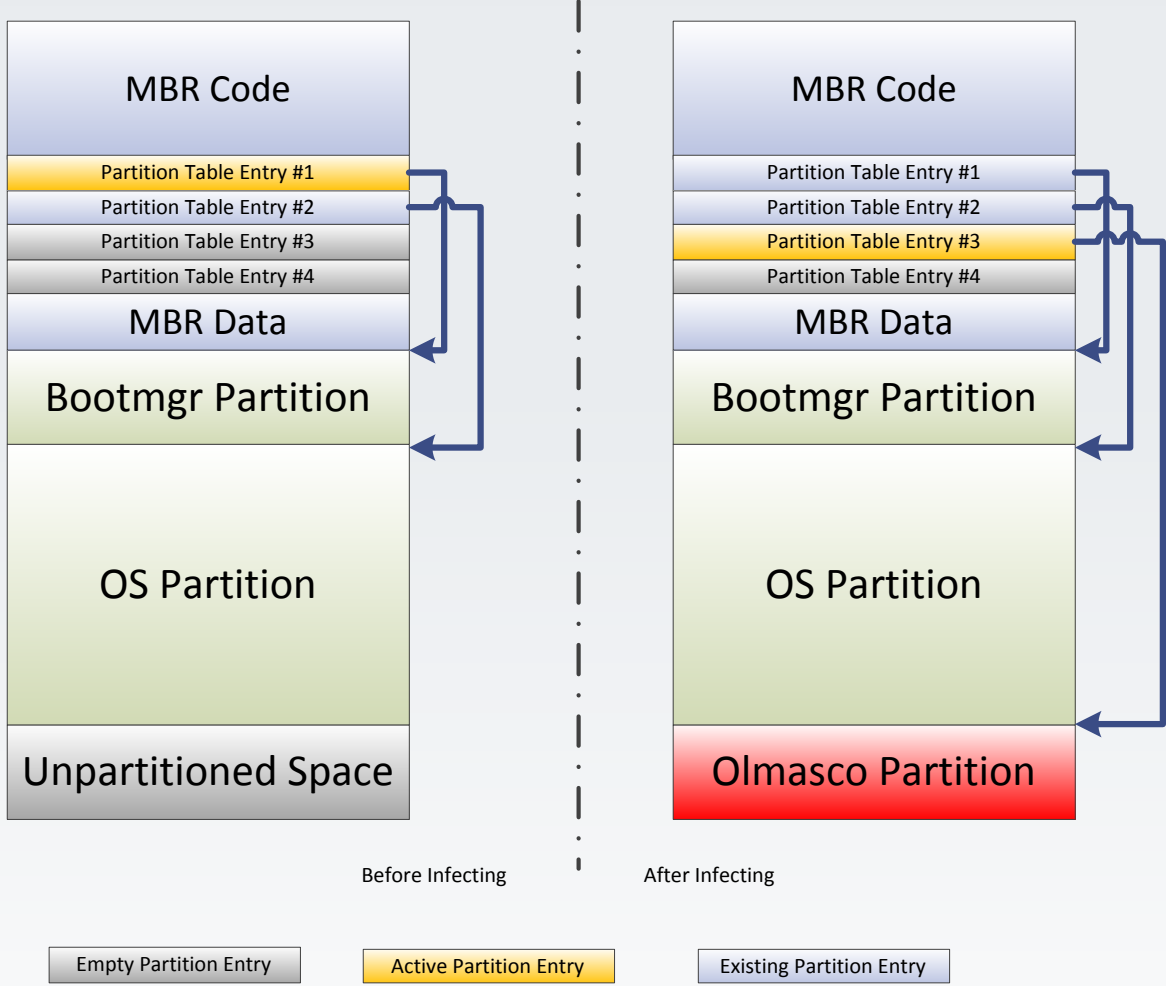 MBR Code
Partition Table Entry #1
Partition Table Entry #2
Partition Table Entry #3
Partition Table Entry #4
MBR Data
Bootmgr Partition
OS Partition
Unpartitioned Space
MBR Code
Partition Table Entry #1
Partition Table Entry #2
Partition Table Entry #3
Partition Table Entry #4
MBR Data
Bootmgr Partition
OS Partition
Olmasco Partition
Before Infecting
After Infecting
Empty Partition Entry
Active Partition Entry
Existing Partition Entry